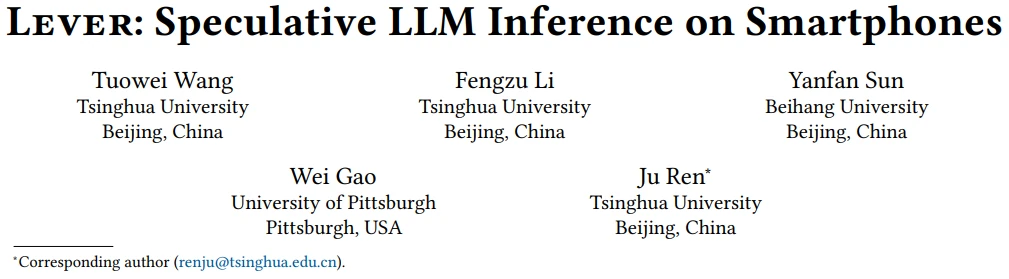 LEVER: Speculative LLM Inference on Smartphones
Tuowei Wang
Tsinghua University
Beijing, China
Fengzu Li
Tsinghua University
Beijing, China
Yanfan Sun
Beihang University
Beijing, China
Wei Gao
University of Pittsburgh
Pittsburgh, USA
Ju Ren*
Tsinghua University
Beijing, China
*Corresponding author (renju@tsinghua.edu.cn).